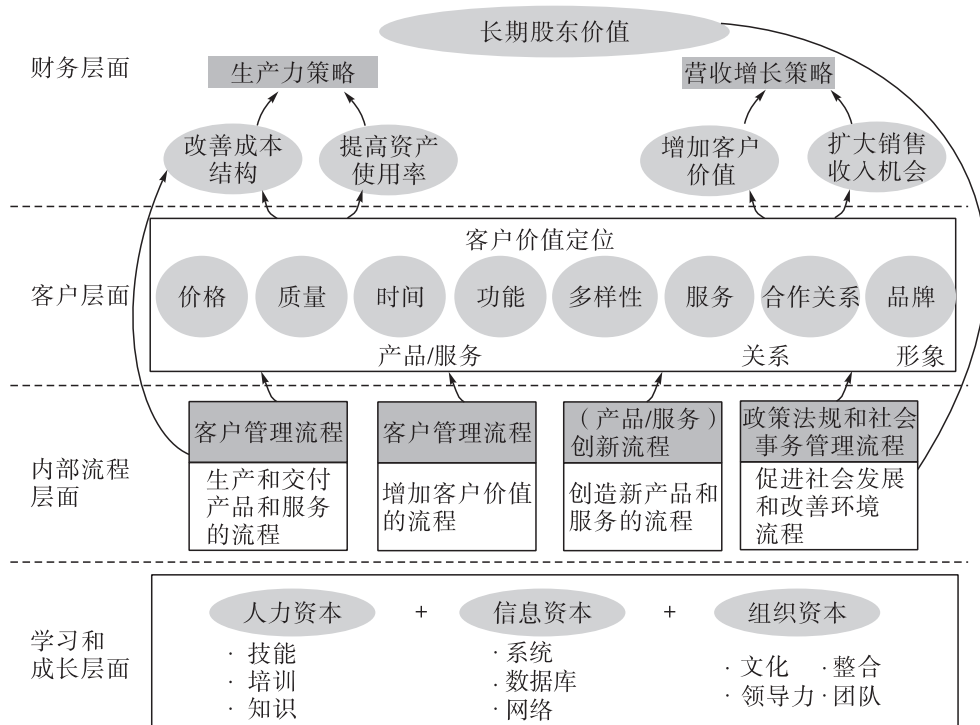 长期股东价值
财务层面
生产力策略
营收增长策略
改善成本
结构
提高资产
使用率
增加客户
价值
扩大销售
收入机会
客户价值定位
客户层面
价格
质量
时间
功能
多样性
服务
合作关系
品牌
产品/服务
关系
形象
内部流程
层面
客户管理流程
生产和交付
产品和服务
的流程
客户管理流程
增加客户价值
的流程
（产品/服务）
创新流程
创造新产品和
服务的流程
政策法规和社会
事务管理流程
促进社会发展
和改善环境
流程
学习和
成长层面
人力资本 + 信息资本 + 组织资本
· 技能
· 培训
· 知识
· 系统
· 数据库
· 网络
· 文化 · 整合
· 领导力 · 团队